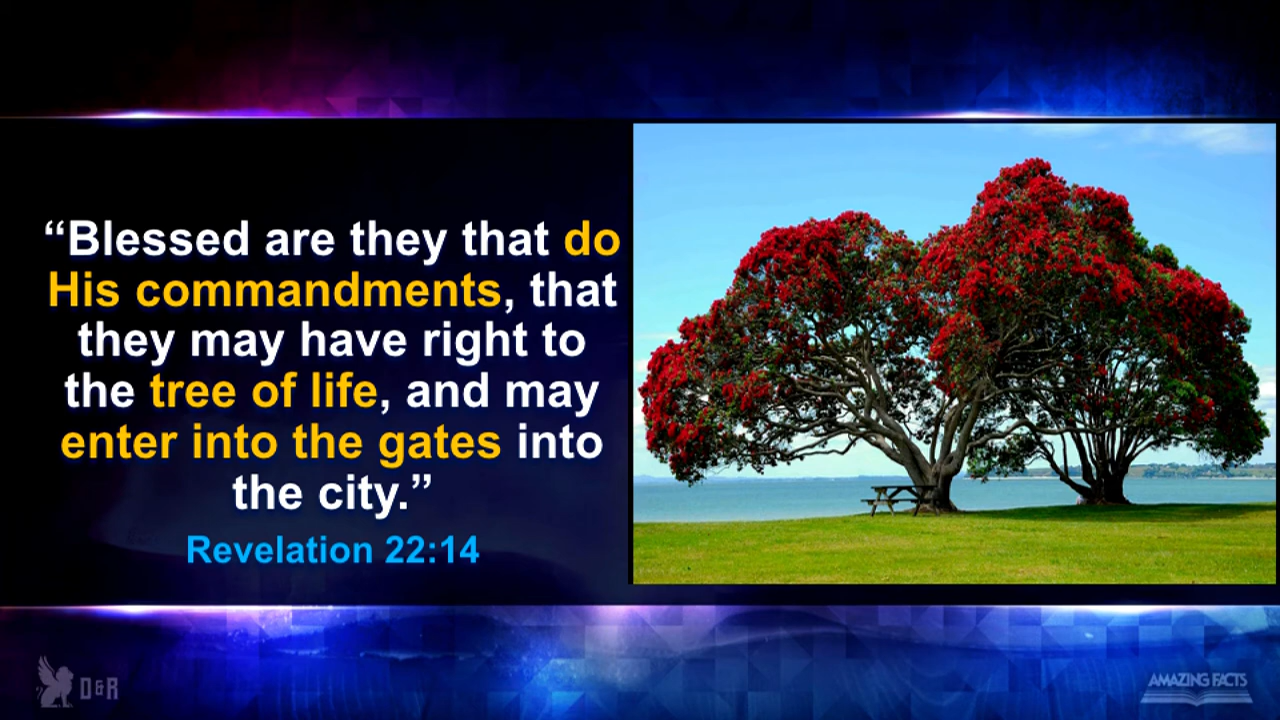 “Blessed are they that do
His commandments, that
they may have right to
the tree of life, and may
enter into the gates into
the city.”
Revelation 22:14
D&R
AMAZING FACTS